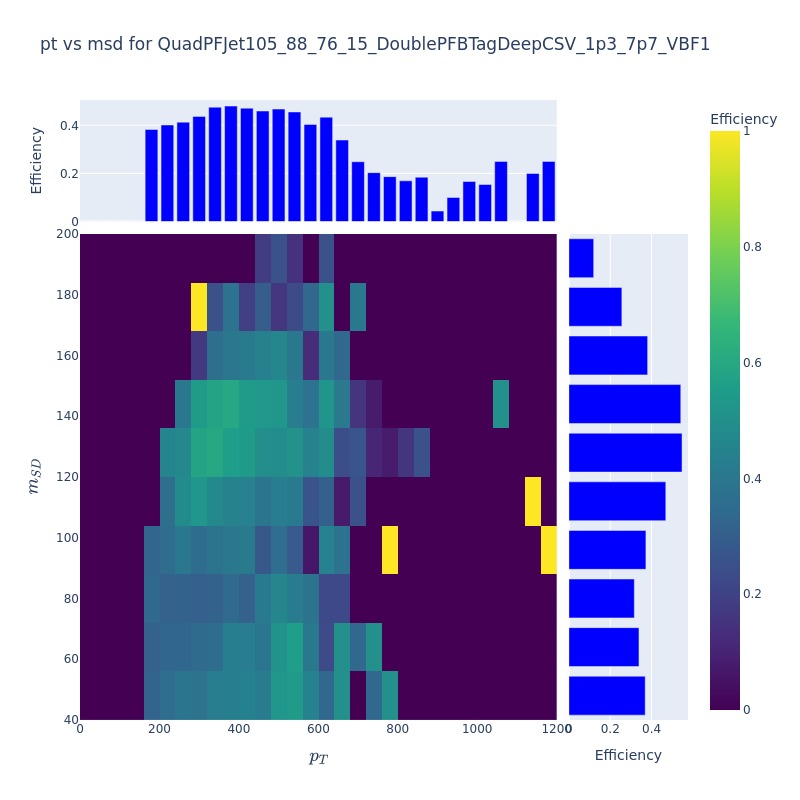 pt vs msd for QuadPFJet105_88_76_15_DoublePFBTagDeepCSV_1p3_7p7_VBF1
Efficiency
0.4
0.2
0
Efficiency
1
0.8
0.6
0.4
0.2
0
m_SD
200
180
160
140
120
100
80
60
40
0 200 400 600 800 1000 1200
p_T
0 0.2 0.4
Efficiency